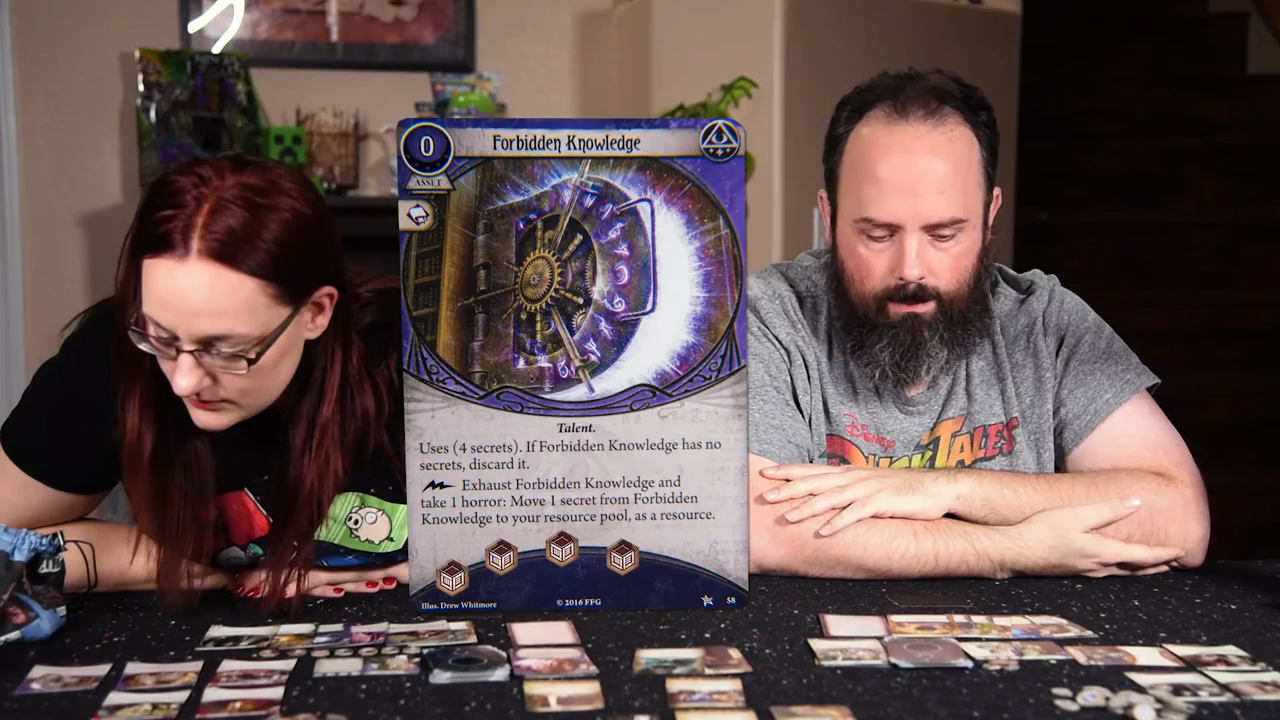 0
Forbidden Knowledge
ASSET
Talent.
Uses (4 secrets). If Forbidden Knowledge has no
secrets, discard it.
Exhaust Forbidden Knowledge and
take 1 horror: Move 1 secret from Forbidden
Knowledge to your resource pool, as a resource.
Illus. Drew Whitmore
© 2016 FFG
58
DISNEY
DUCKTALES